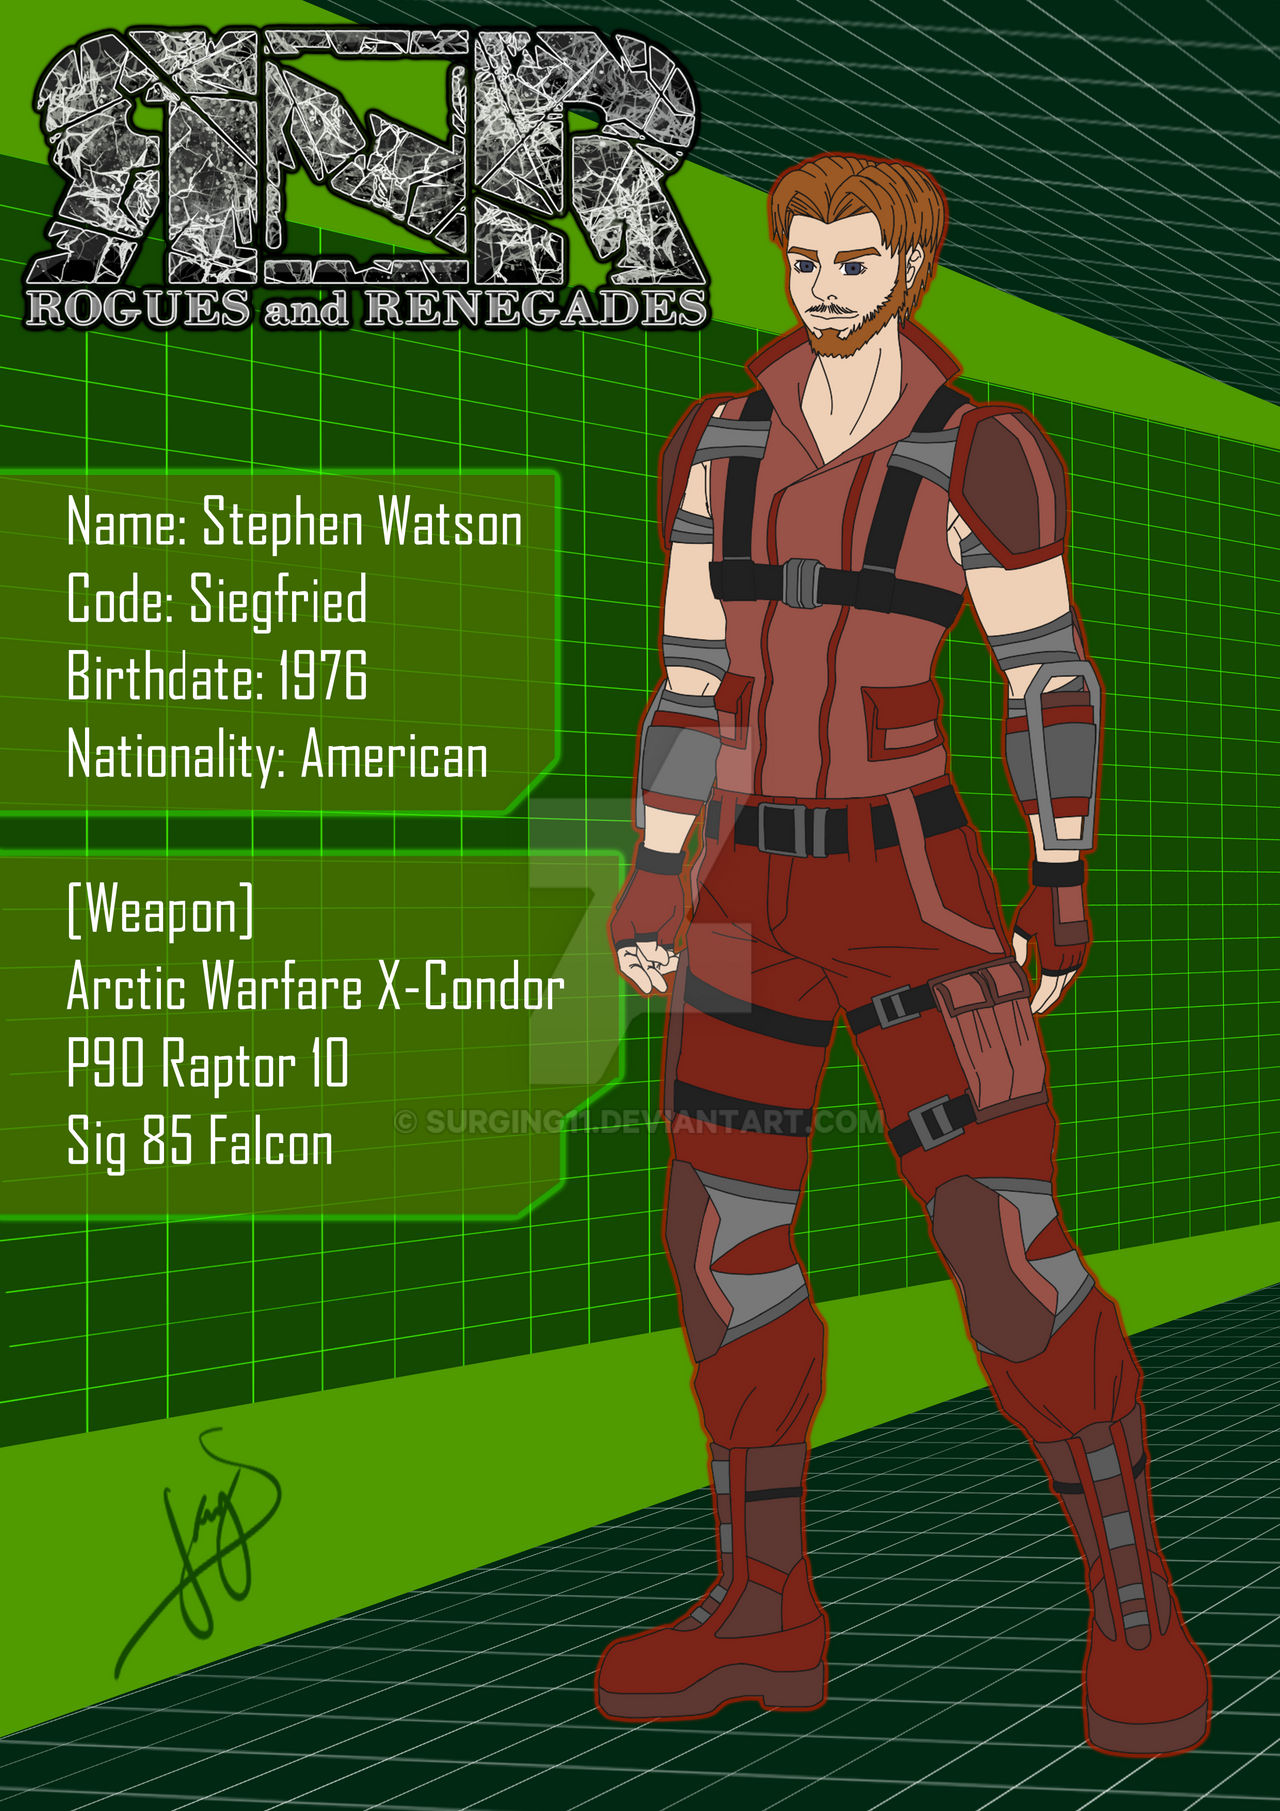 RR
ROGUES and RENEGADES
Name: Stephen Watson
Code: Siegfried
Birthdate: 1976
Nationality: American
[Weapon]
Arctic Warfare X-Condor
P90 Raptor 10
Sig 85 Falcon
© SURGING11.DEVIANTART.COM